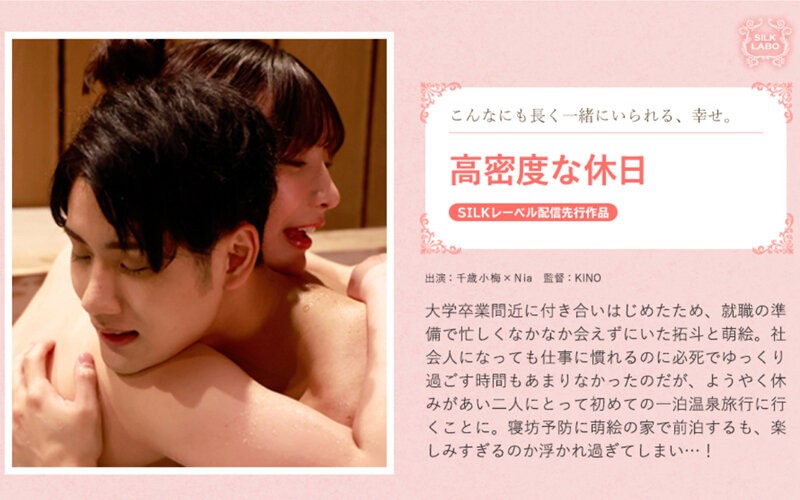 SILK
LABO
こんなにも長く一緒にいられる、幸せ。
高密度な休日
SILKレーベル配信先行作品
出演：千歳小梅×Nia　監督：KINO
大学卒業間近に付き合いはじめたため、就職の準
備で忙しくなかなか会えずにいた拓斗と萌絵。社
会人になっても仕事に慣れるのに必死でゆっくり
過ごす時間もあまりなかったのだが、ようやく休
みがあい二人にとって初めての一泊温泉旅行に行
くことに。寝坊予防に萌絵の家で前泊するも、楽
しみすぎるのか浮かれ過ぎてしまい…！